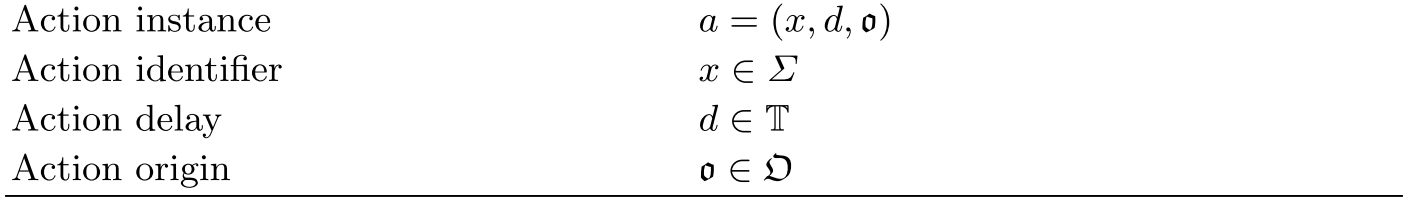 Action instance a = (x, d, 𝔬)
Action identifier x ∈ Σ
Action delay d ∈ 𝕋
Action origin 𝔬 ∈ 𝔒